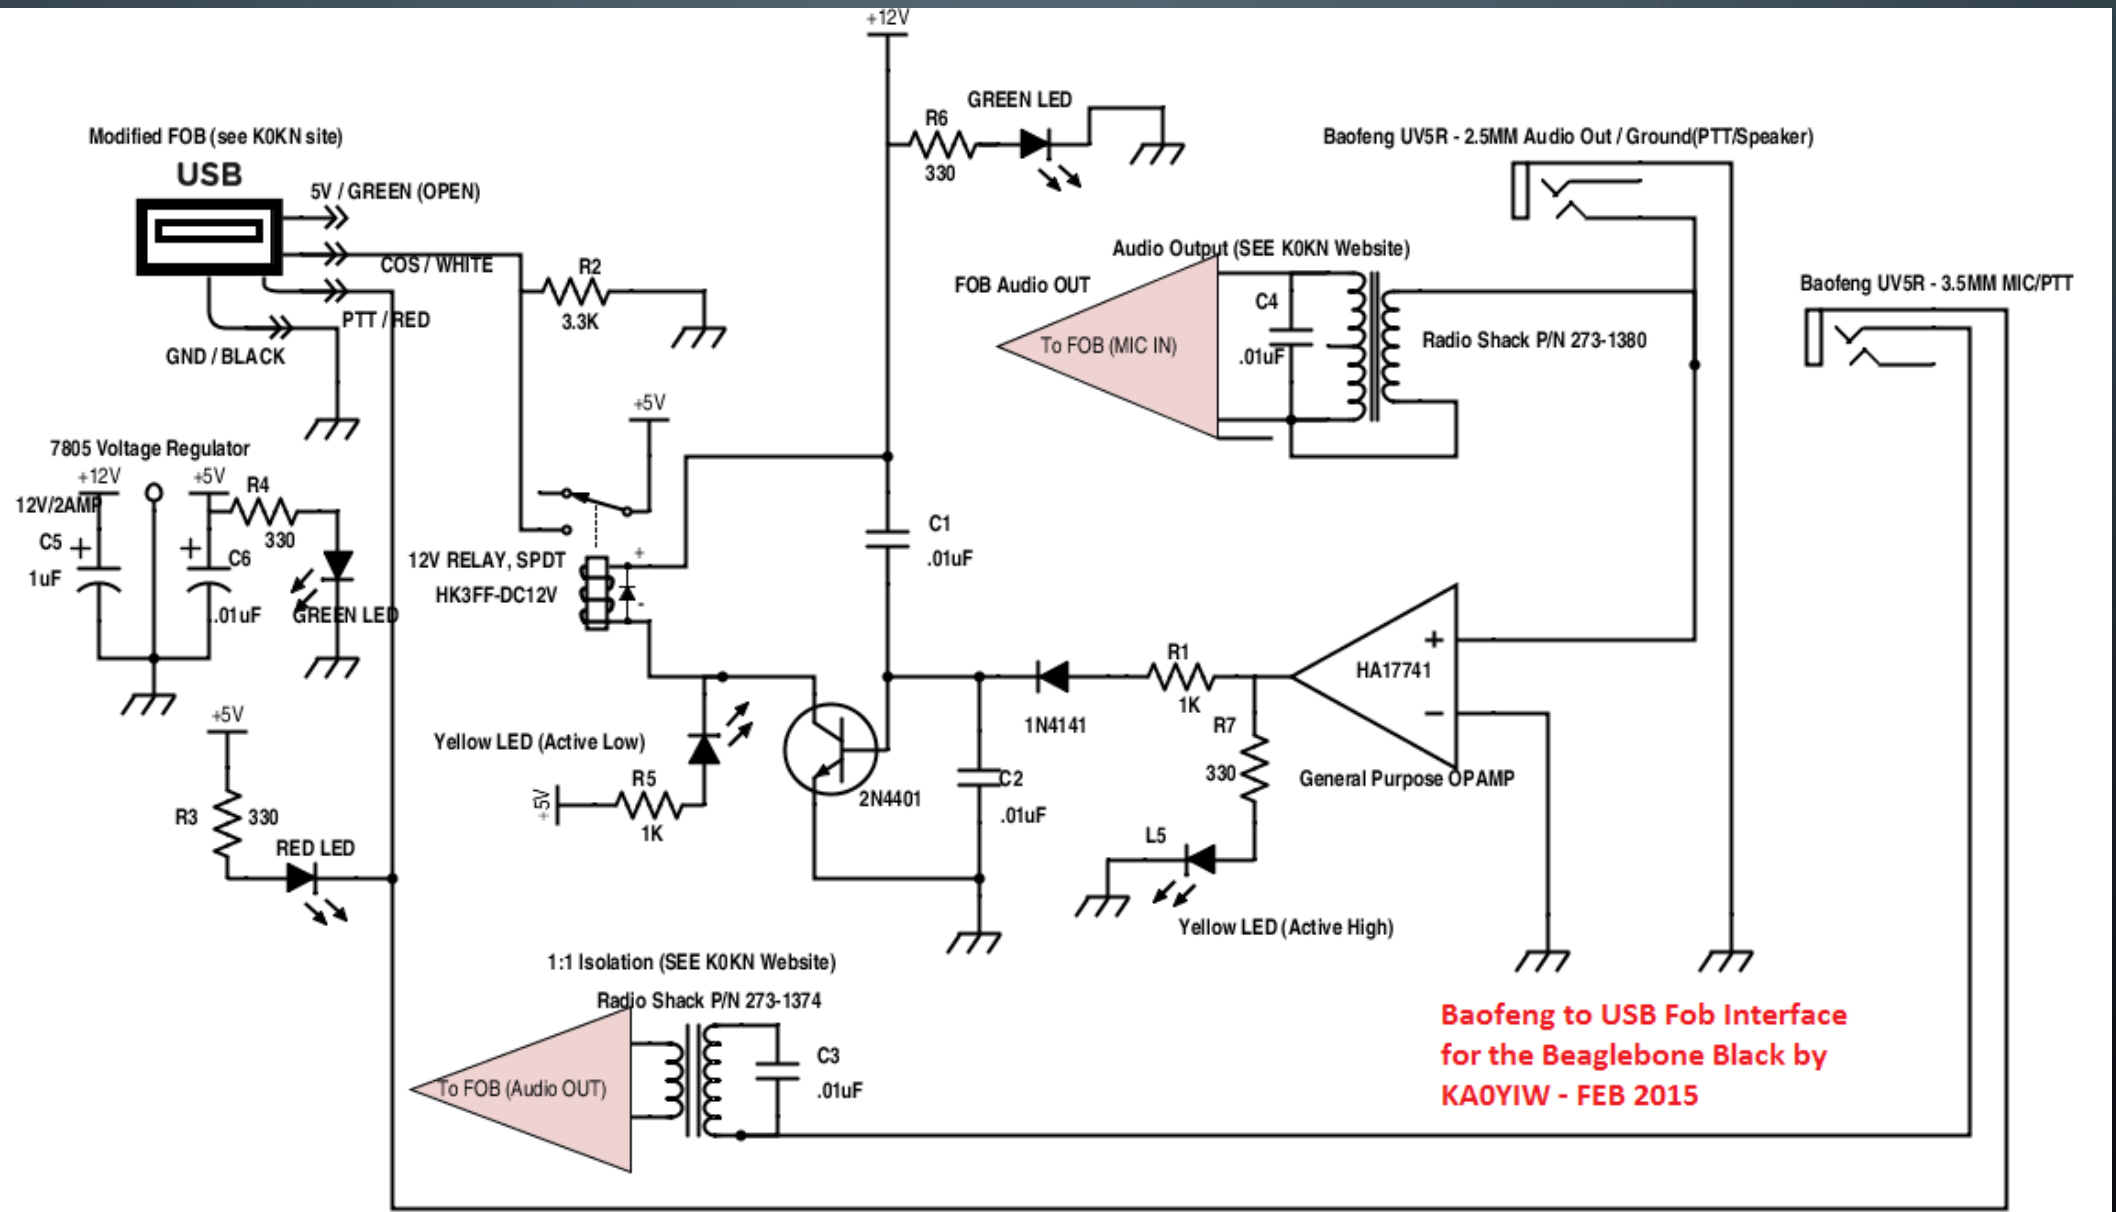 +12V
GREEN LED
R6
330
Modified FOB (see K0KN site)
USB
5V / GREEN (OPEN)
COS / WHITE
PTT / RED
GND / BLACK
R2
3.3K
Baofeng UV5R - 2.5MM Audio Out / Ground(PTT/Speaker)
Audio Output (SEE K0KN Website)
FOB Audio OUT
C4
.01uF
To FOB (MIC IN)
Radio Shack P/N 273-1380
Baofeng UV5R - 3.5MM MIC/PTT
+5V
7805 Voltage Regulator
+12V
+5V
R4
12V/2AMP
330
C5
1uF
C6
.01uF
GREEN LED
12V RELAY, SPDT
HK3FF-DC12V
+
-
C1
.01uF
R1
1K
1N4141
HA17741
+
-
General Purpose OPAMP
R7
330
L5
Yellow LED (Active High)
+5V
R3
330
RED LED
Yellow LED (Active Low)
R5
1K
+5V
2N4401
C2
.01uF
1:1 Isolation (SEE K0KN Website)
Radio Shack P/N 273-1374
To FOB (Audio OUT)
C3
.01uF
Baofeng to USB Fob Interface
for the Beaglebone Black by
KA0YIW - FEB 2015